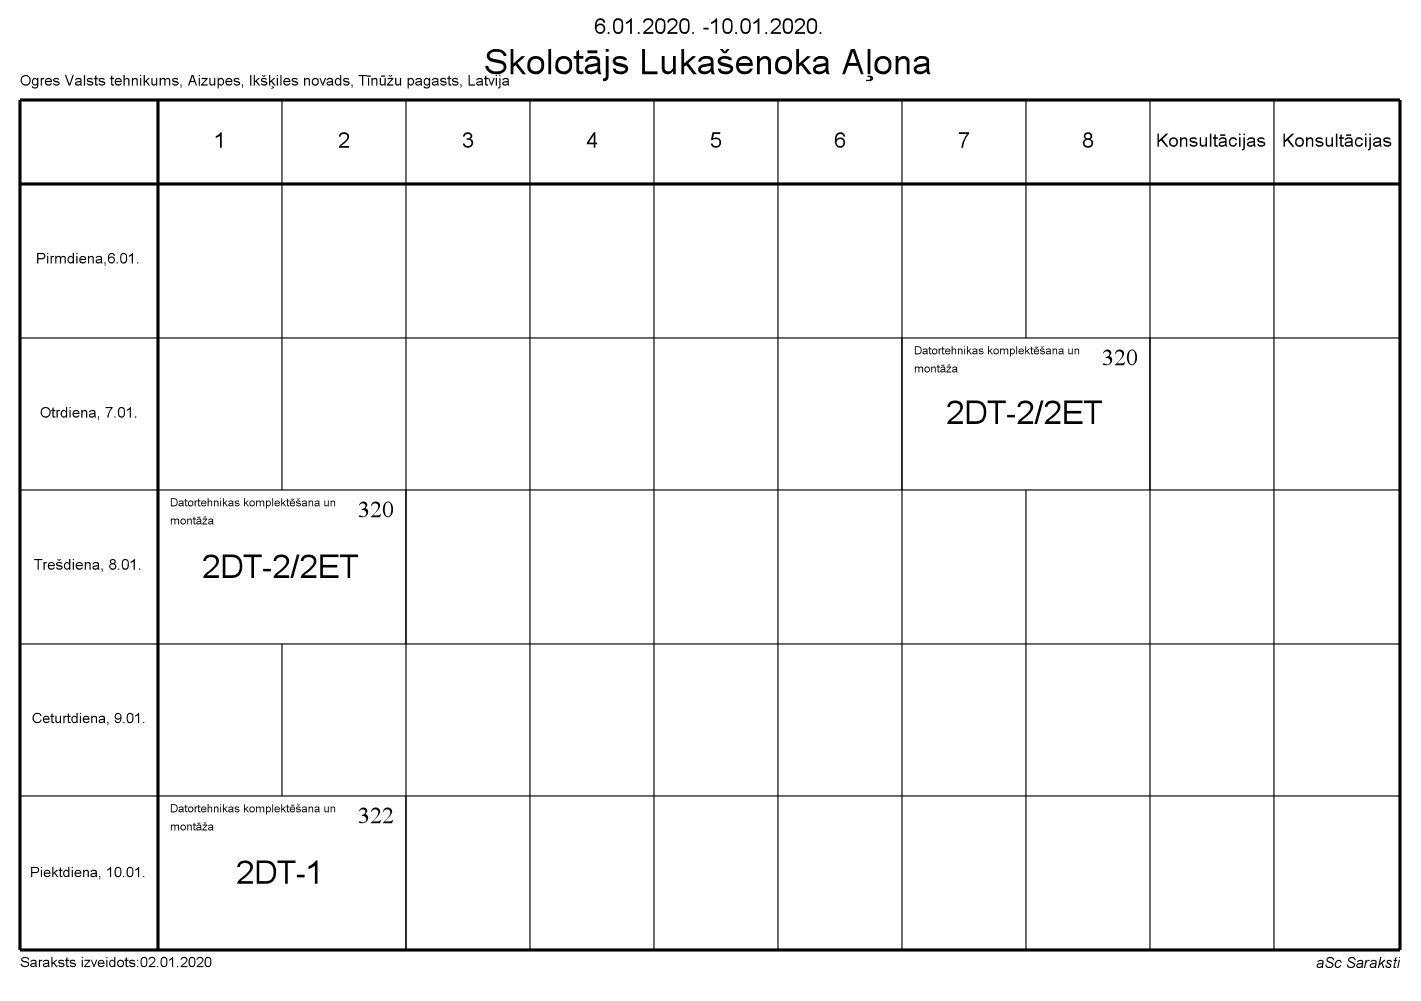 6.01.2020. -10.01.2020.
Skolotājs Lukašenoka Aļona
Ogres Valsts tehnikums, Aizupes, Ikšķiles novads, Tīnūžu pagasts, Latvija
1 2 3 4 5 6 7 8 Konsultācijas Konsultācijas
Pirmdiena,6.01.
Otrdiena, 7.01.
Datortehnikas komplektēšana un
montāža
320
2DT-2/2ET
Trešdiena, 8.01.
Datortehnikas komplektēšana un
montāža
320
2DT-2/2ET
Ceturtdiena, 9.01.
Piektdiena, 10.01.
Datortehnikas komplektēšana un
montāža
322
2DT-1
Saraksts izveidots:02.01.2020
aSc Saraksti